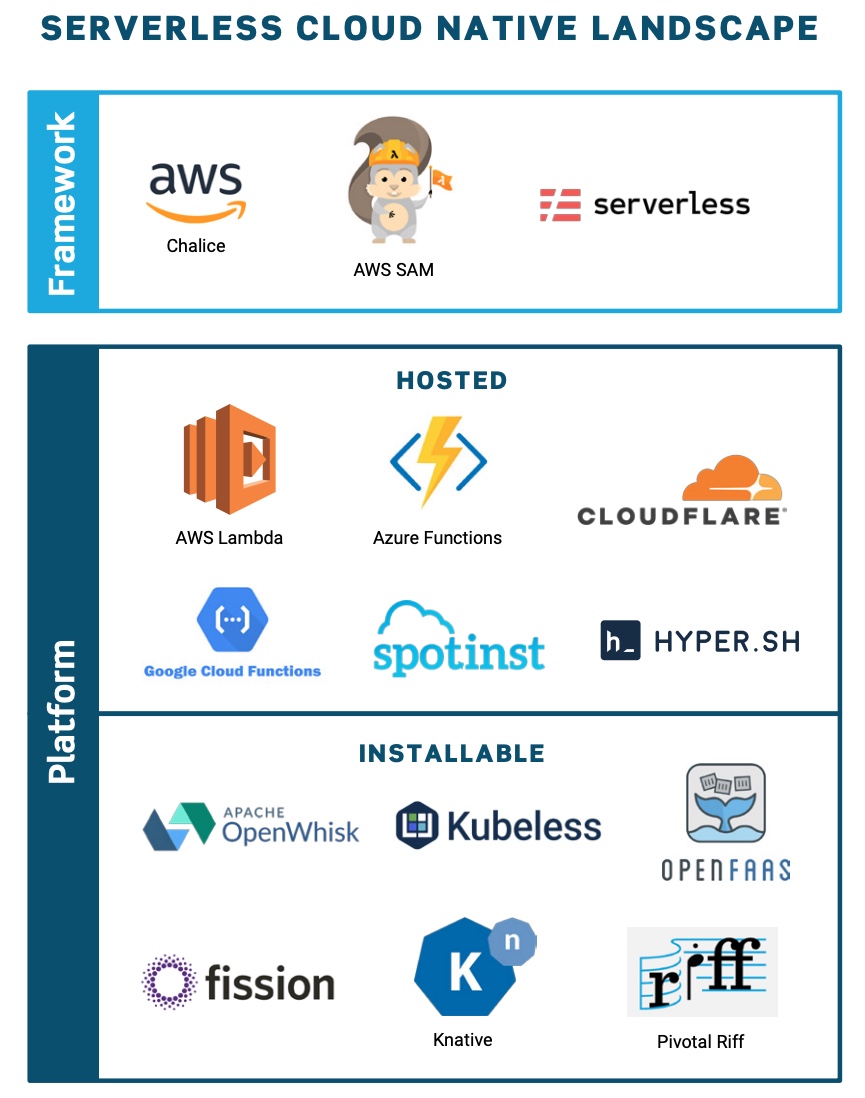 SERVERLESS CLOUD NATIVE LANDSCAPE
Framework
aws
Chalice
λ
λ
AWS SAM
serverless
Platform
HOSTED
AWS Lambda
Azure Functions
CLOUDFLARE®
Google Cloud Functions
spotinst
h_ HYPER.SH
INSTALLABLE
APACHE
OpenWhisk
Kubeless
OPENFAAS
fission
K
n
Knative
riff
Pivotal Riff